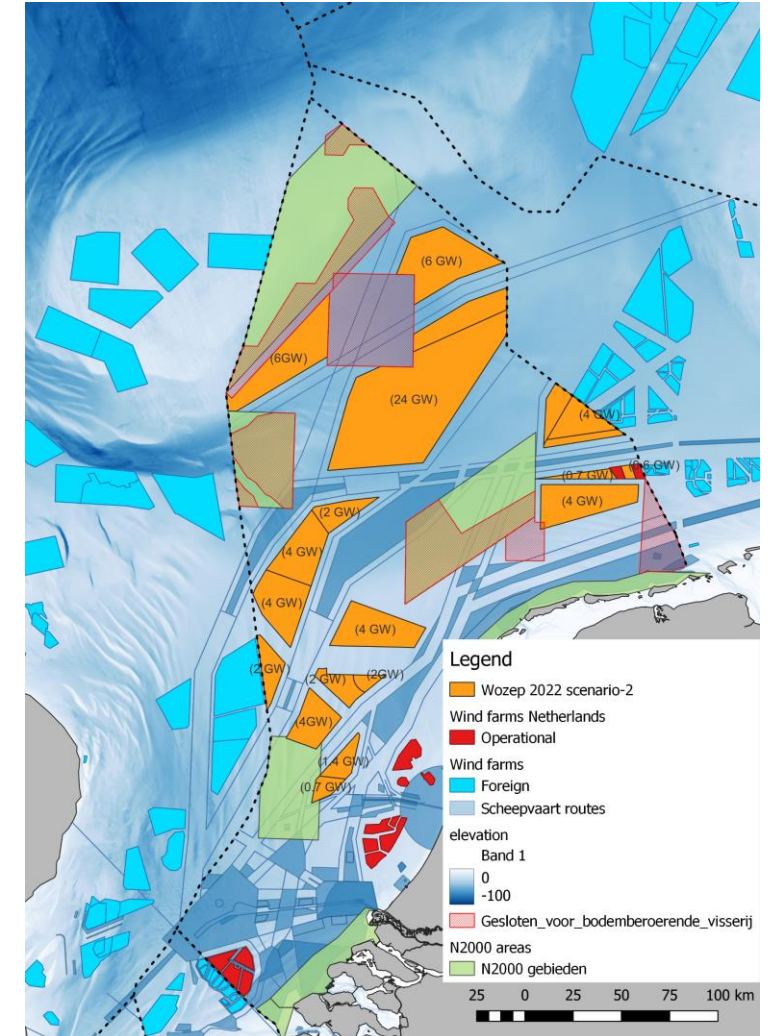 (6 GW)
(6GW)
(24 GW)
(4 GW)
(0.6 GW)
(0.7 GW)
(4 GW)
(2 GW)
(4 GW)
(4 GW)
(4 GW)
(2 GW)
(2 GW)
(2GW)
(4GW)
(1.4 GW)
(0.7 GW)
Legend
Wozep 2022 scenario-2
Wind farms Netherlands
Operational
Wind farms
Foreign
Scheepvaart routes
elevation
Band 1
0
-100
Gesloten_voor_bodemberoerende_visserij
N2000 areas
N2000 gebieden
25 0 25 50 75 100 km